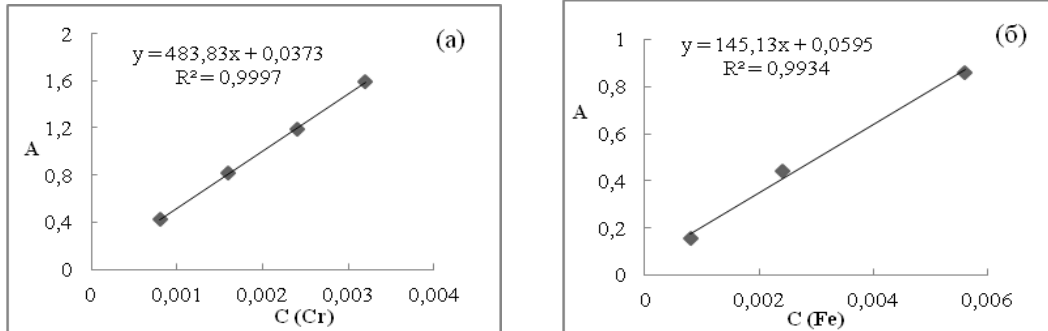 (а)
y = 483,83x + 0,0373
R² = 0,9997
2
1,6
1,2
0,8
0,4
0
A
0 0,001 0,002 0,003 0,004
C (Cr)
(б)
y = 145,13x + 0,0595
R² = 0,9934
1
0,8
0,6
0,4
0,2
0
A
0 0,002 0,004 0,006
C (Fe)